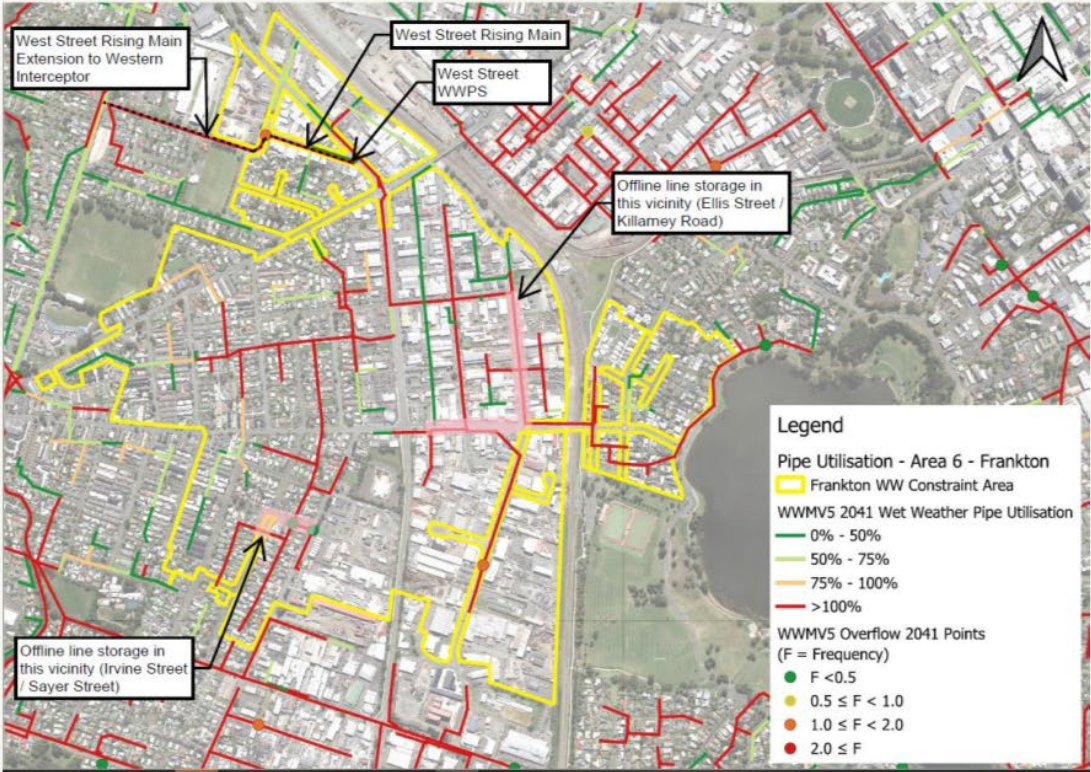 West Street Rising Main
Extension to Western
Interceptor
West Street Rising Main
West Street
WWPS
Offline line storage in
this vicinity (Ellis Street /
Killarney Road)
Offline line storage in
this vicinity (Irvine Street
/ Sayer Street)
Legend
Pipe Utilisation - Area 6 - Frankton
Frankton WW Constraint Area
WWMV5 2041 Wet Weather Pipe Utilisation
0% - 50%
50% - 75%
75% - 100%
>100%
WWMV5 Overflow 2041 Points
(F = Frequency)
F <0.5
0.5 ≤ F < 1.0
1.0 ≤ F < 2.0
2.0 ≤ F